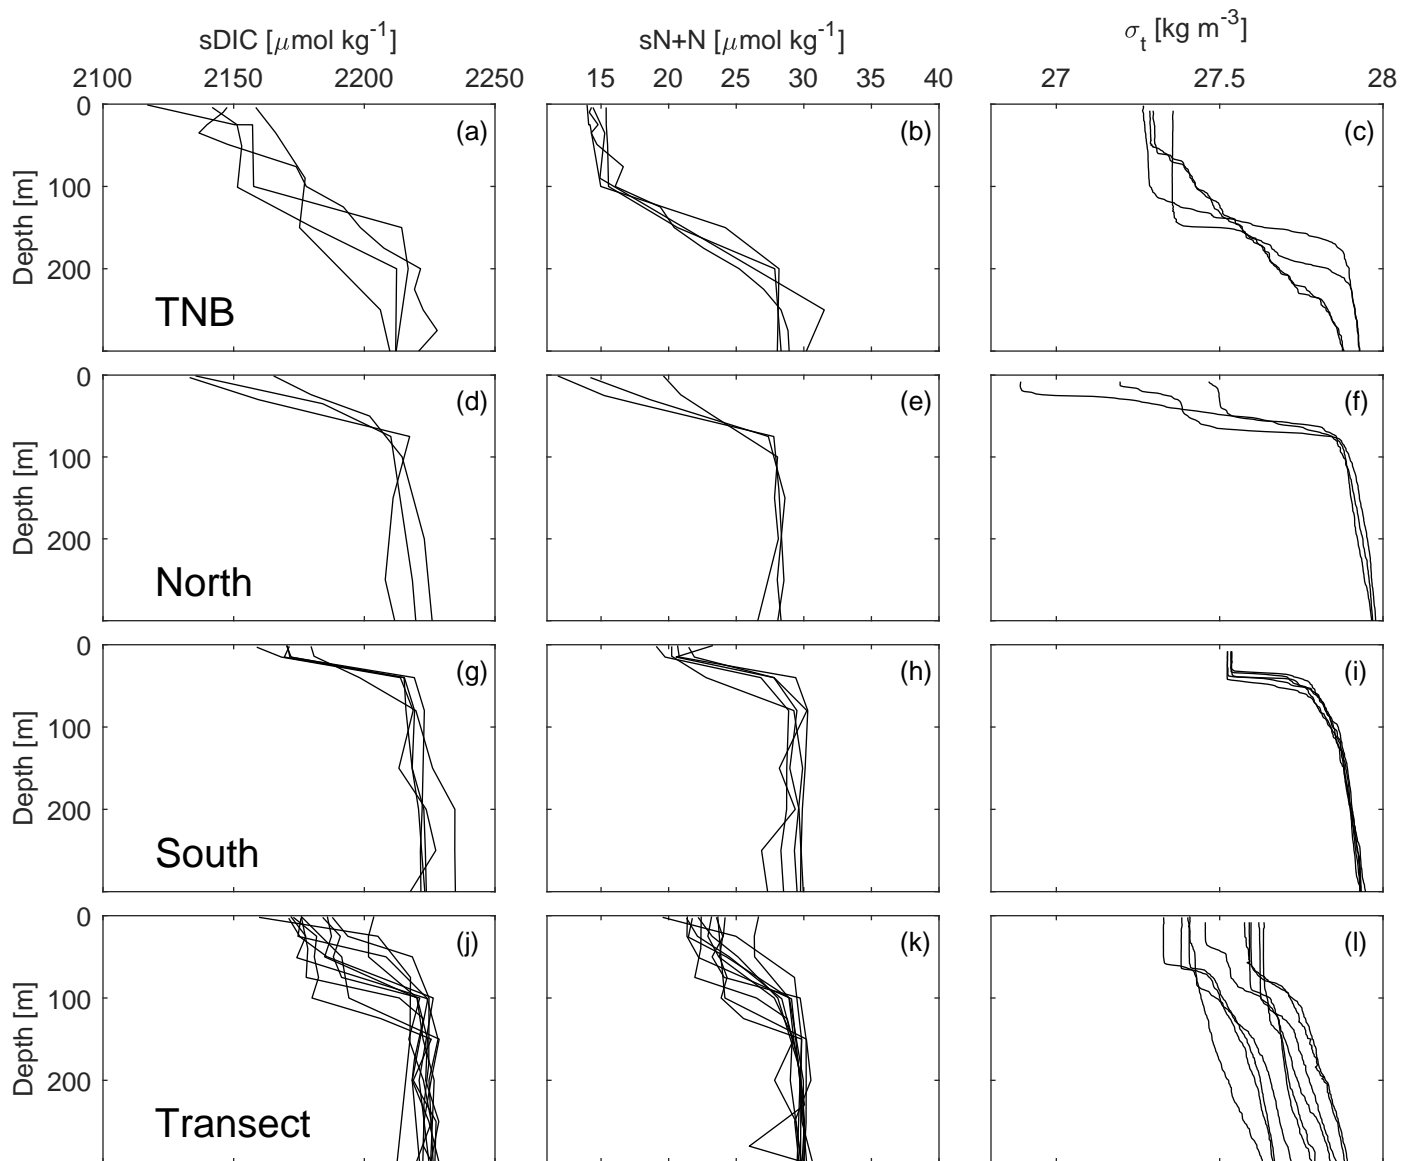 sDIC [μmol kg-1] sN+N [μmol kg-1] σt [kg m-3]
2100 2150 2200 2250 15 20 25 30 35 40 27 27.5 28
0 (a) (b) (c)
100
200
Depth [m]
TNB
0 (d) (e) (f)
100
200
Depth [m]
North
0 (g) (h) (i)
100
200
Depth [m]
South
0 (j) (k) (l)
100
200
Depth [m]
Transect